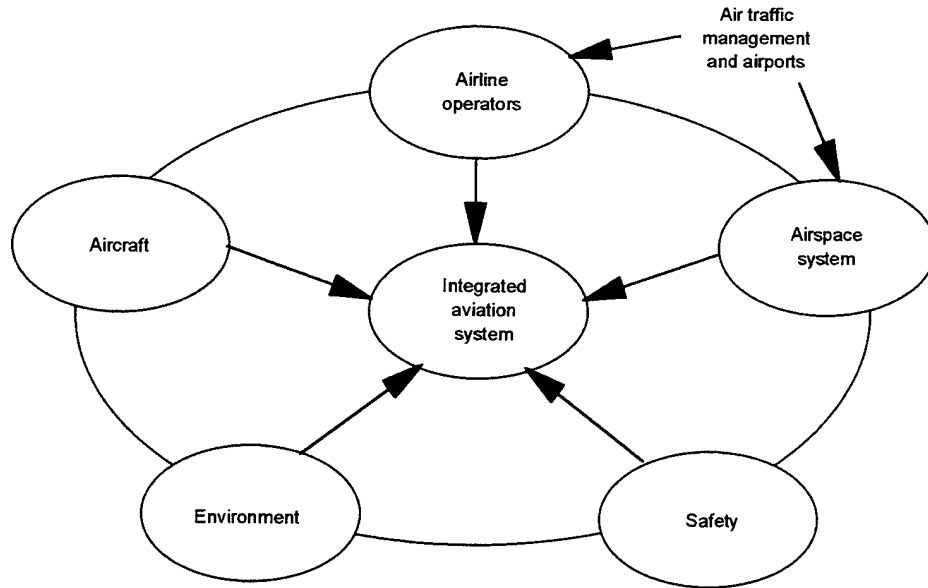 Air traffic
management
and airports
Airline
operators
Aircraft
Airspace
system
Integrated
aviation
system
Environment
Safety